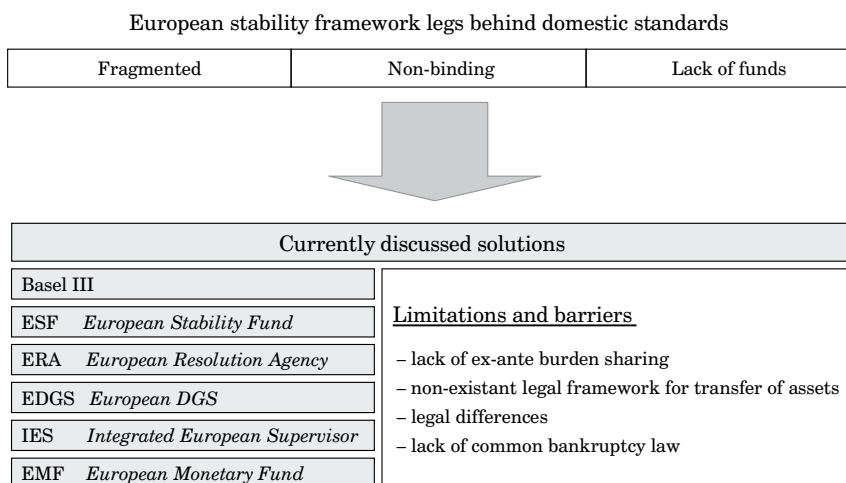 European stability framework legs behind domestic standards
Fragmented Non-binding Lack of funds
Currently discussed solutions
Basel III
ESF European Stability Fund
ERA European Resolution Agency
EDGS European DGS
IES Integrated European Supervisor
EMF European Monetary Fund
Limitations and barriers
– lack of ex-ante burden sharing
– non-existant legal framework for transfer of assets
– legal differences
– lack of common bankruptcy law